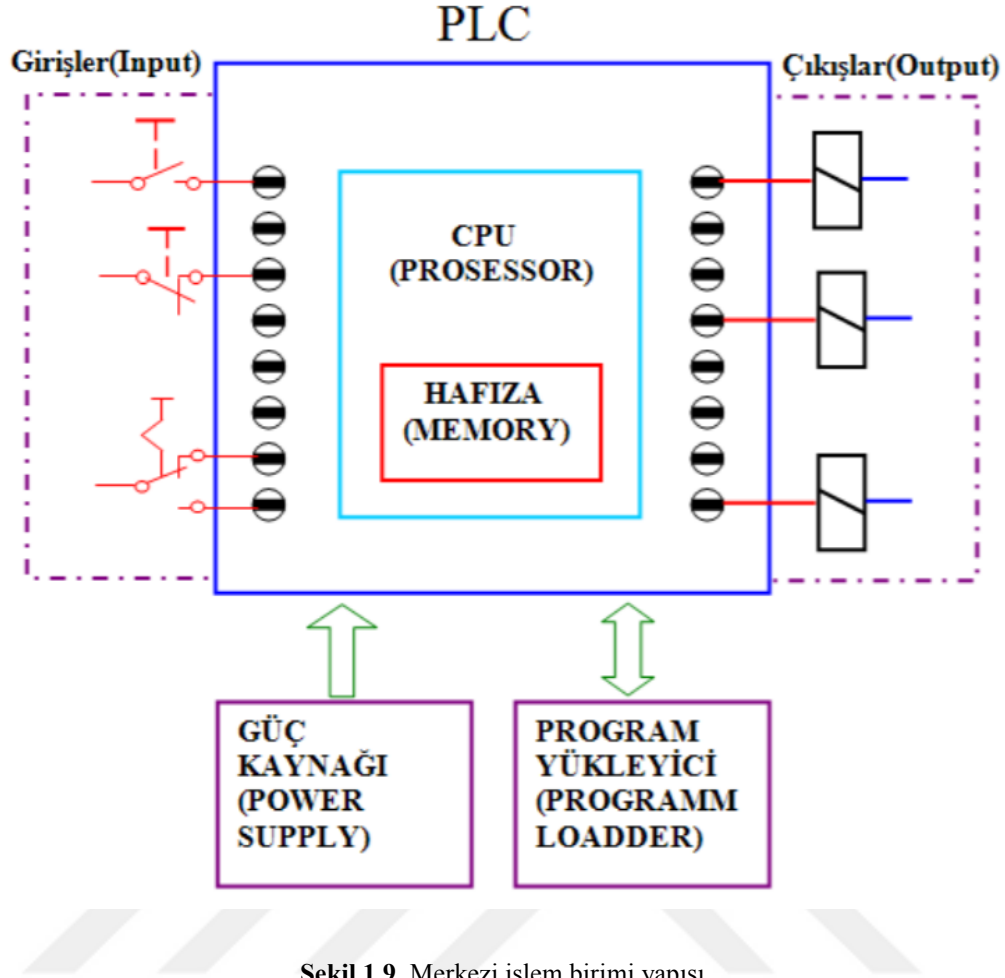 PLC
Girişler(Input)
Çıkışlar(Output)
CPU
(PROSESSOR)
HAFIZA
(MEMORY)
GÜÇ
KAYNAĞI
(POWER
SUPPLY)
PROGRAM
YÜKLEYİCİ
(PROGRAMM
LOADDER)
Şekil 1.9. Merkezi işlem birimi yapısı